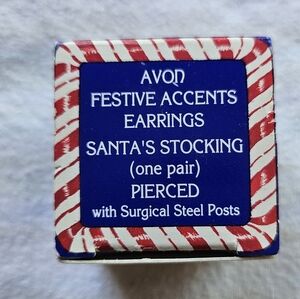 AVON
FESTIVE ACCENTS
EARRINGS
SANTA'S STOCKING
(one pair)
PIERCED
with Surgical Steel Posts